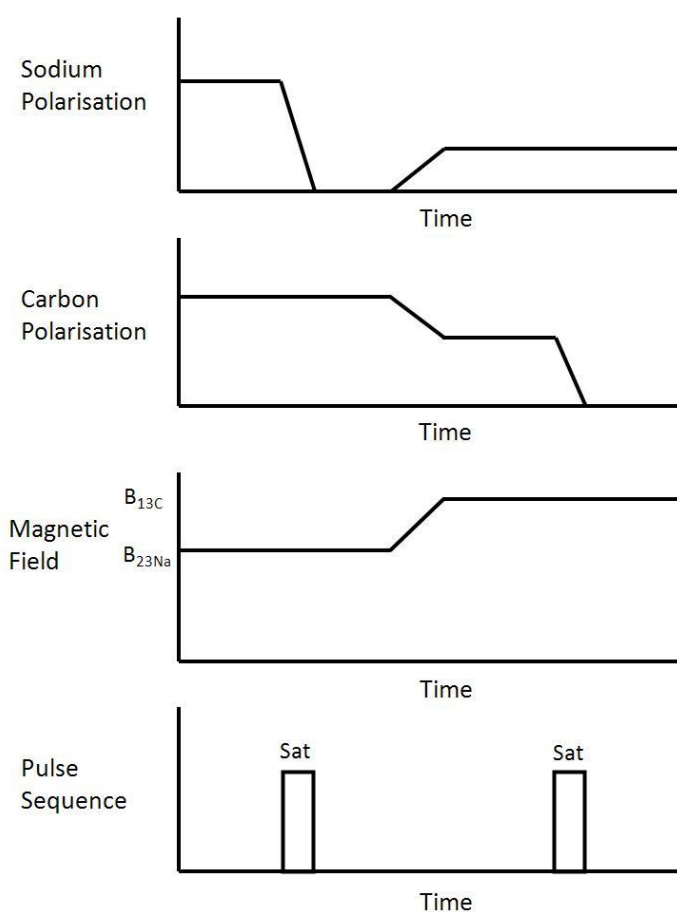 Sodium
Polarisation
Time
Carbon
Polarisation
Time
B13C
Magnetic
Field
B23Na
Time
Sat
Sat
Pulse
Sequence
Time